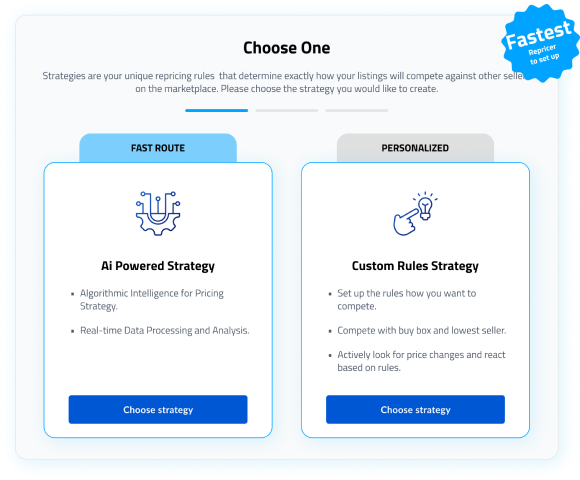 Fastest
Repricer
to set up
Choose One
Strategies are your unique repricing rules that determine exactly how your listings will compete against other
on the marketplace. Please choose the strategy you would like to create.
FAST ROUTE
Ai Powered Strategy
▪ Algorithmic Intelligence for Pricing
Strategy.
▪ Real-time Data Processing and Analysis.
Choose strategy
PERSONALIZED
Custom Rules Strategy
▪ Set up the rules how you want to
compete.
▪ Compete with buy box and lowest seller.
▪ Actively look for price changes and react
based on rules.
Choose strategy